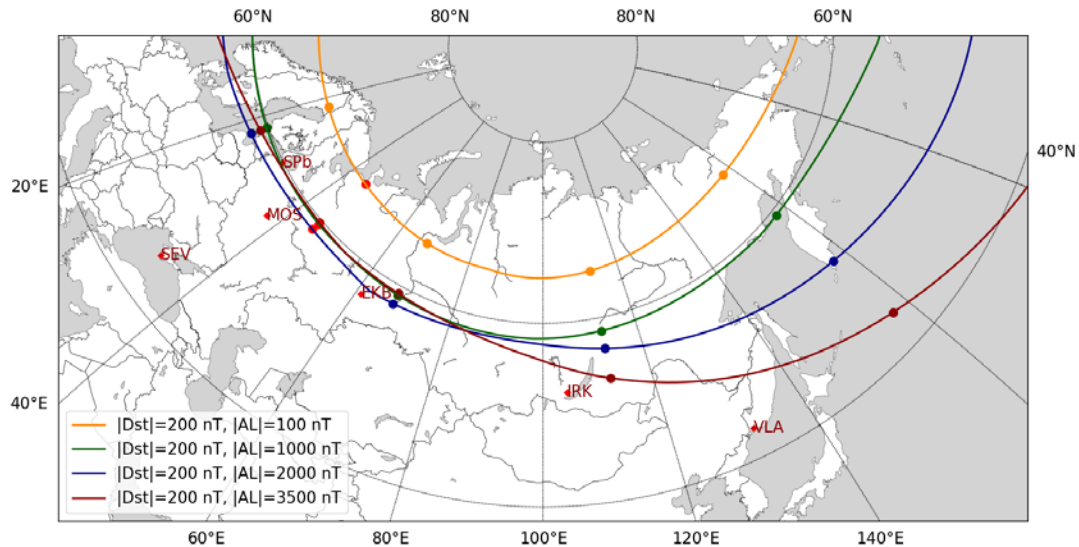 60°N 80°N 80°N 60°N
40°N
20°E
40°E
SPb
MOS
SEV
EKB
IRK
VLA
|Dst|=200 nT, |AL|=100 nT
|Dst|=200 nT, |AL|=1000 nT
|Dst|=200 nT, |AL|=2000 nT
|Dst|=200 nT, |AL|=3500 nT
60°E 80°E 100°E 120°E 140°E